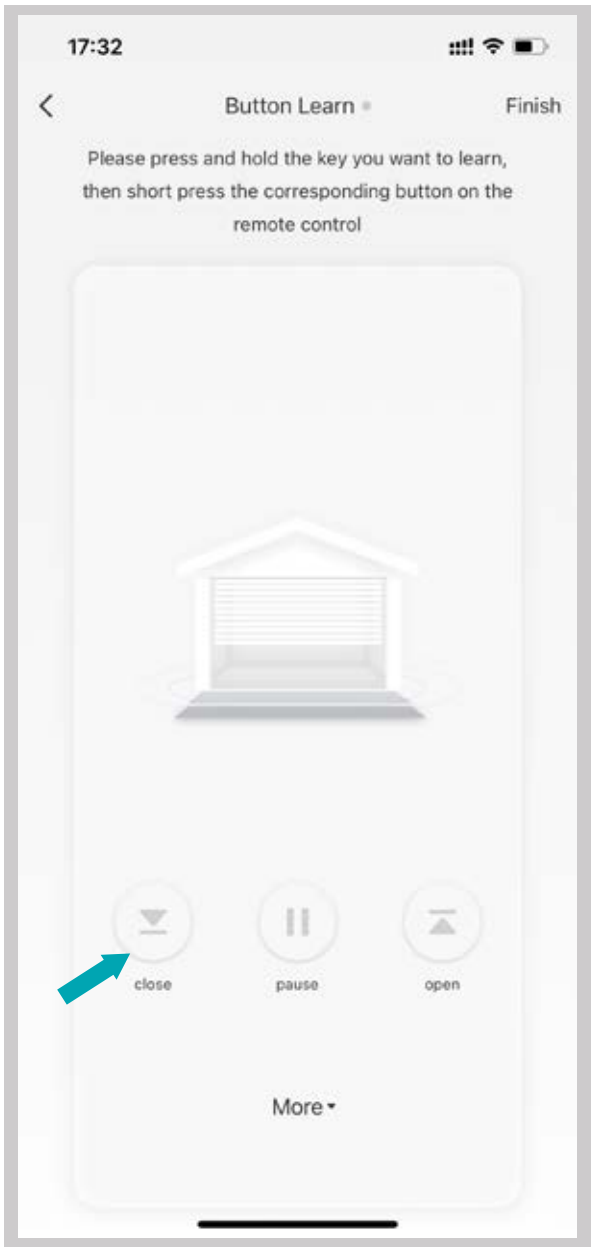 17:32
Button Learn
Finish
Please press and hold the key you want to learn,
then short press the corresponding button on the
remote control
close
pause
open
More